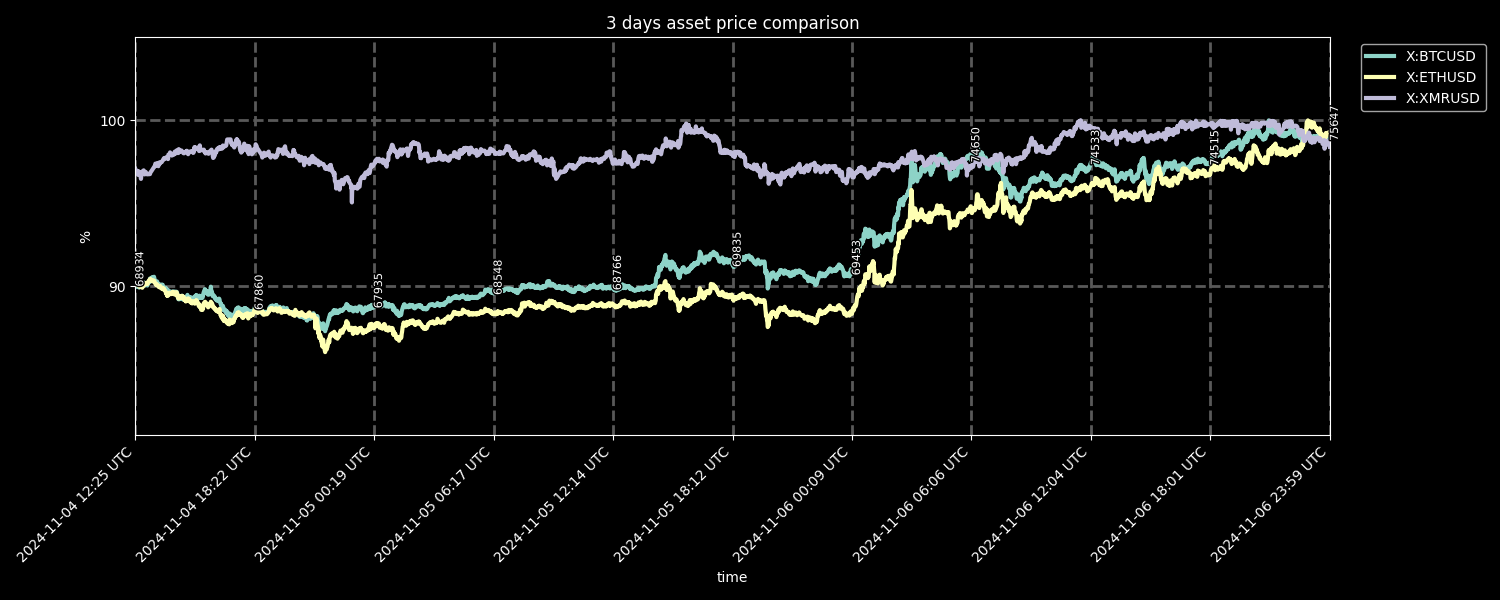 3 days asset price comparison
X:BTCUSD
X:ETHUSD
X:XMRUSD
100
90
%
68934
67860
67935
68548
68766
69835
69453
74650
74533
74515
75647
2024-11-04 12:25 UTC
2024-11-04 18:22 UTC
2024-11-05 00:19 UTC
2024-11-05 06:17 UTC
2024-11-05 12:14 UTC
2024-11-05 18:12 UTC
2024-11-06 00:09 UTC
2024-11-06 06:06 UTC
2024-11-06 12:04 UTC
2024-11-06 18:01 UTC
2024-11-06 23:59 UTC
time